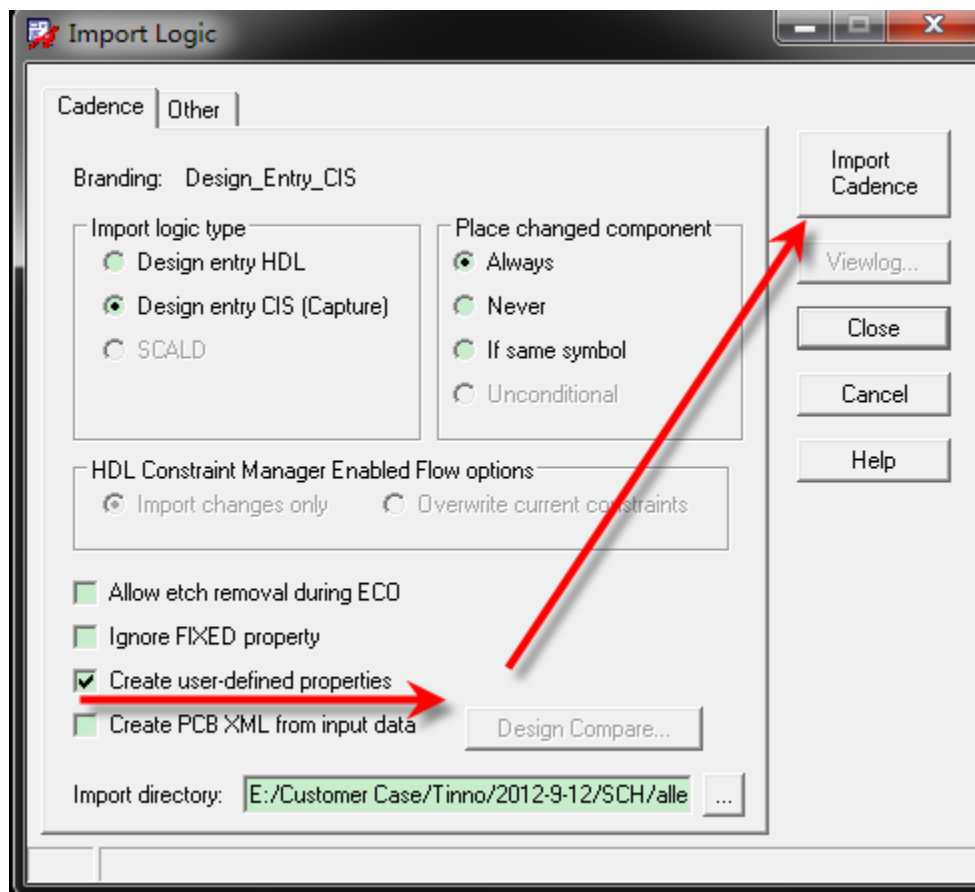 Import Logic
Cadence
Other
Branding: Design_Entry_CIS
Import logic type
Design entry HDL
Design entry CIS (Capture)
SCALD
Place changed component
Always
Never
If same symbol
Unconditional
HDL Constraint Manager Enabled Flow options
Import changes only
Overwrite current constraints
Allow etch removal during ECO
Ignore FIXED property
Create user-defined properties
Create PCB XML from input data
Design Compare...
Import directory: E:/Customer Case/Tinno/2012-9-12/SCH/alle ...
Import
Cadence
Viewlog...
Close
Cancel
Help